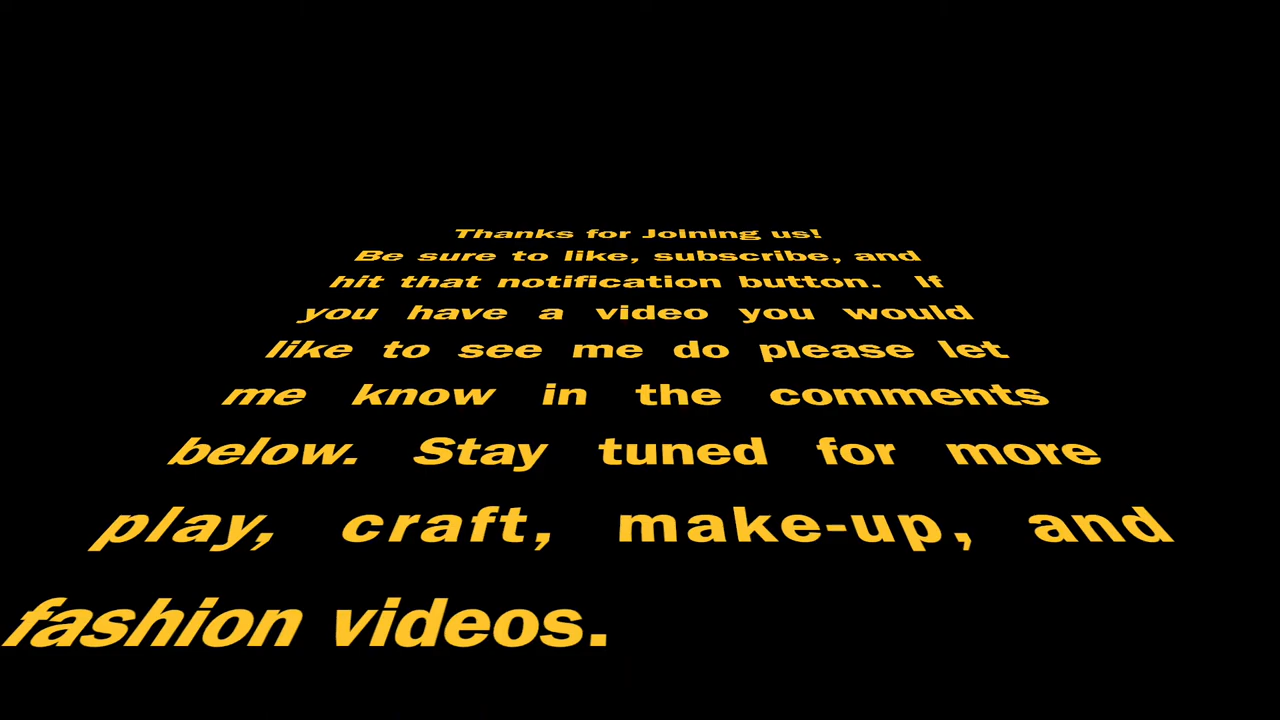 Thanks for Joining us!
Be sure to like, subscribe, and
hit that notification button. If
you have a video you would
like to see me do please let
me know in the comments
below. Stay tuned for more
play, craft, make-up, and
fashion videos.